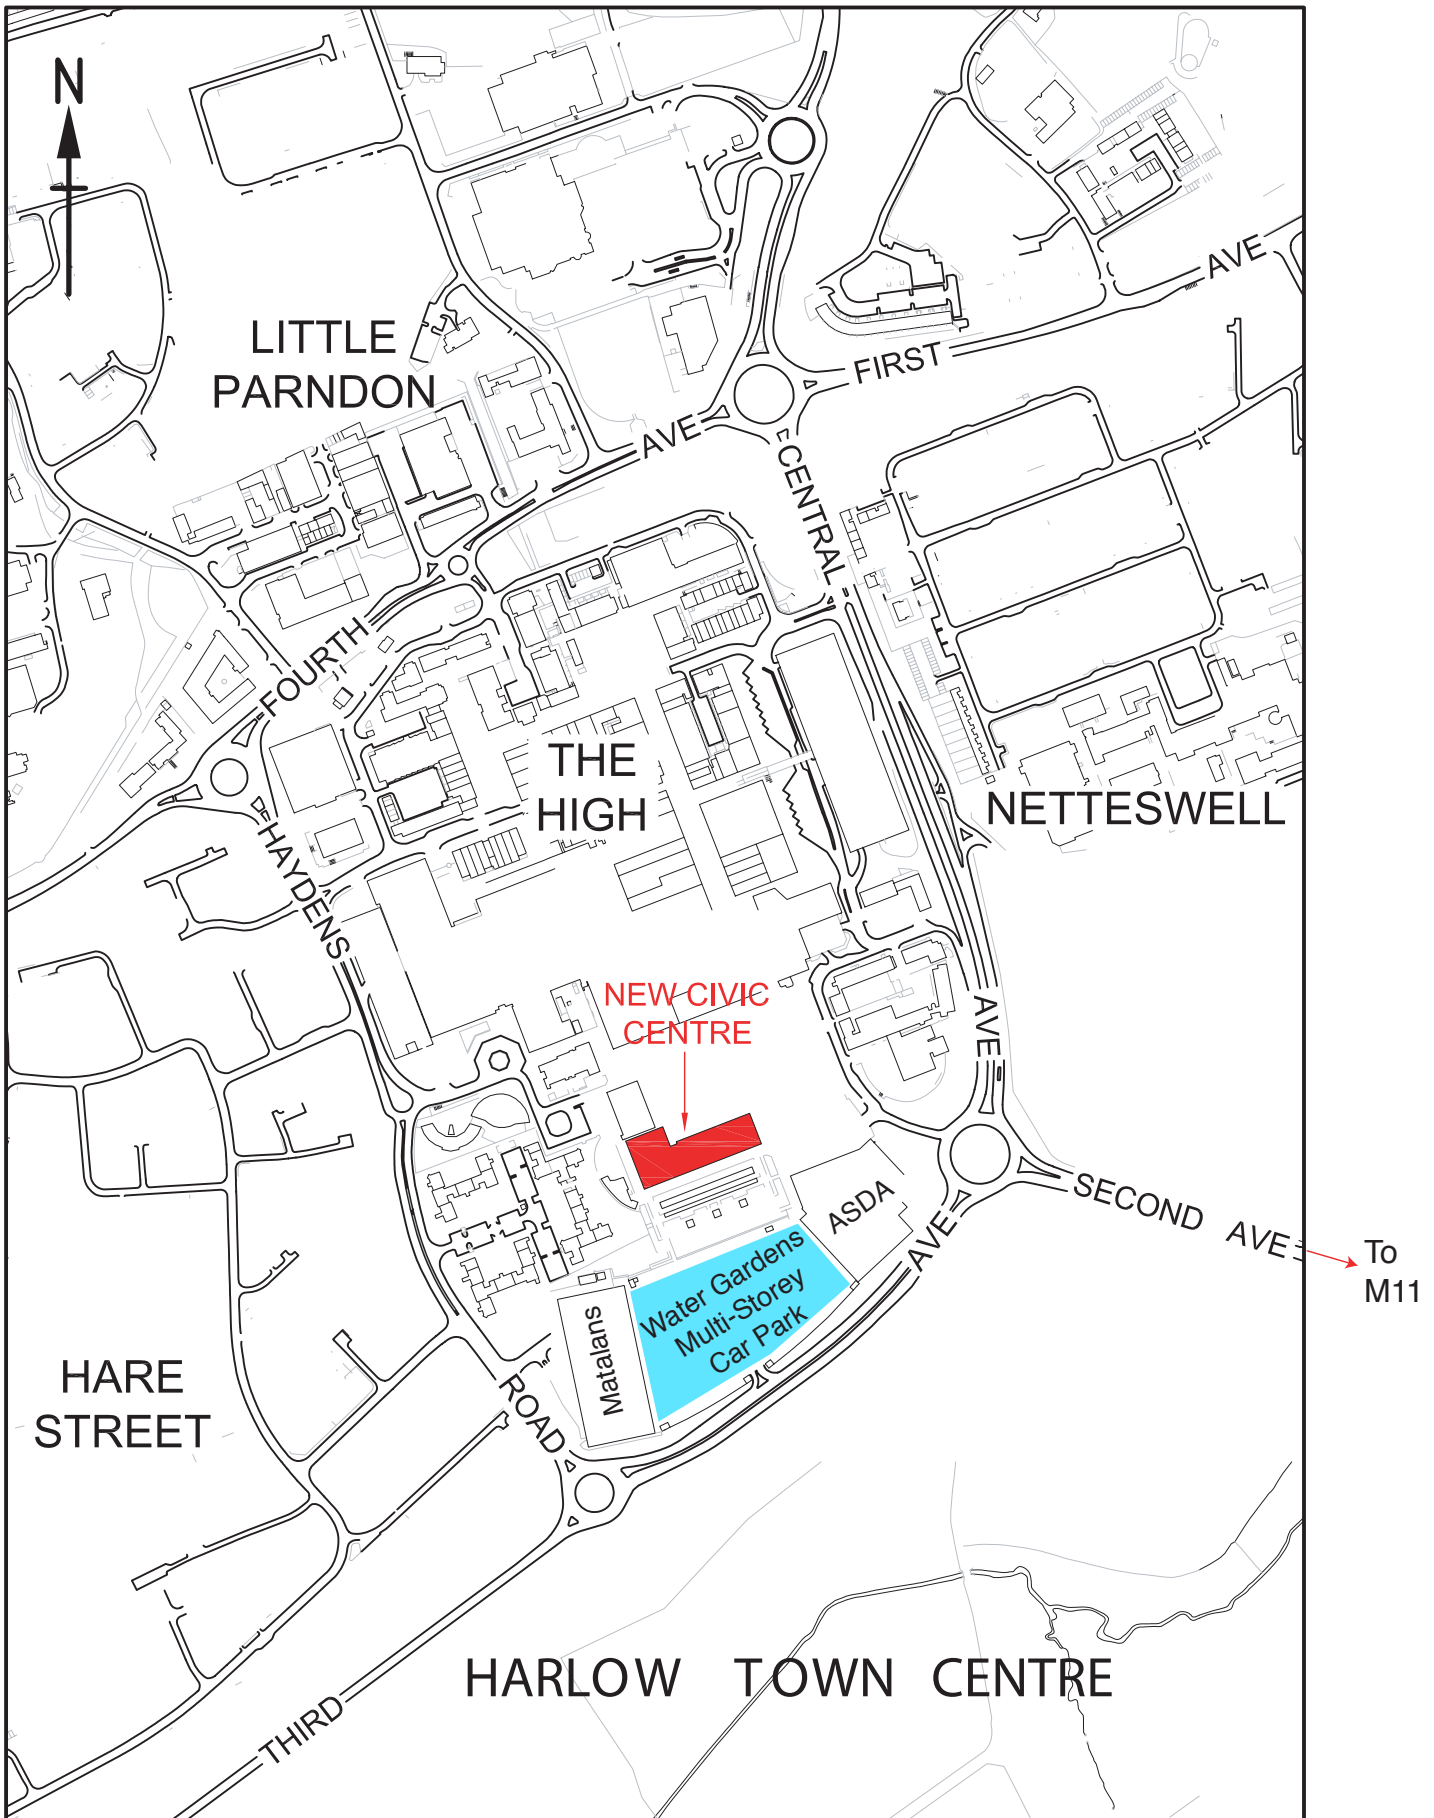 N
AVE
LITTLE
PARNDON
FIRST
AVE
CENTRAL
FOURTH
THE
HIGH
NETTESWELL
HAYDENS
NEW CIVIC
CENTRE
AVE
SECOND AVE
To
M11
ASDA
AVE
Water Gardens
Multi-Storey
Car Park
Matalans
HARE
STREET
ROAD
HARLOW TOWN CENTRE
THIRD